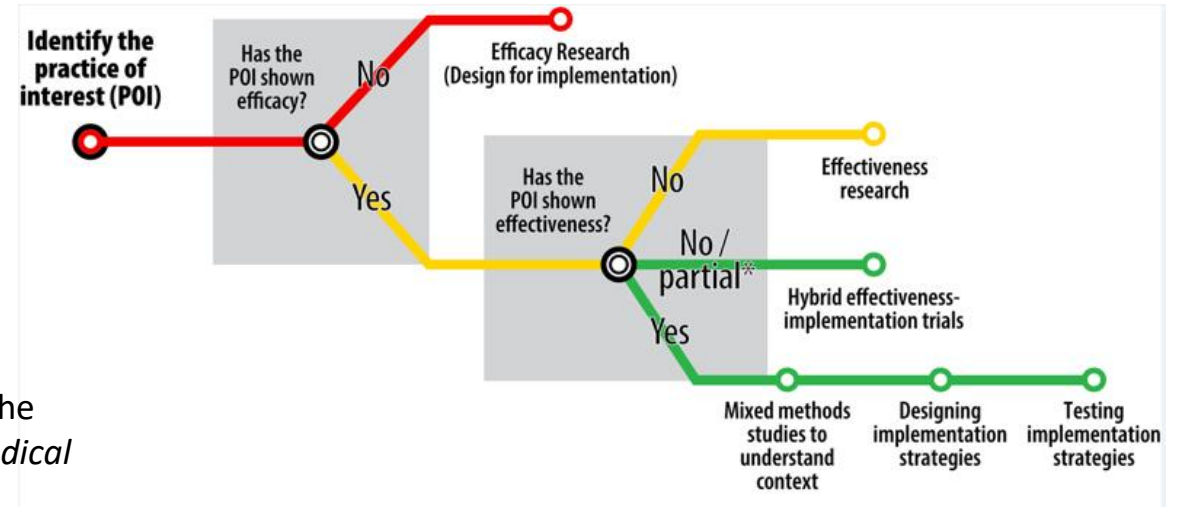 Identify the
practice of
interest (POI)
Has the
POI shown
efficacy?
No
Yes
Efficacy Research
(Design for implementation)
Has the
POI shown
effectiveness?
No
No /
partial*
Yes
Effectiveness
research
Hybrid effectiveness-
implementation trials
Mixed methods
studies to
understand
context
Designing
implementation
strategies
Testing
implementation
strategies
he
dical